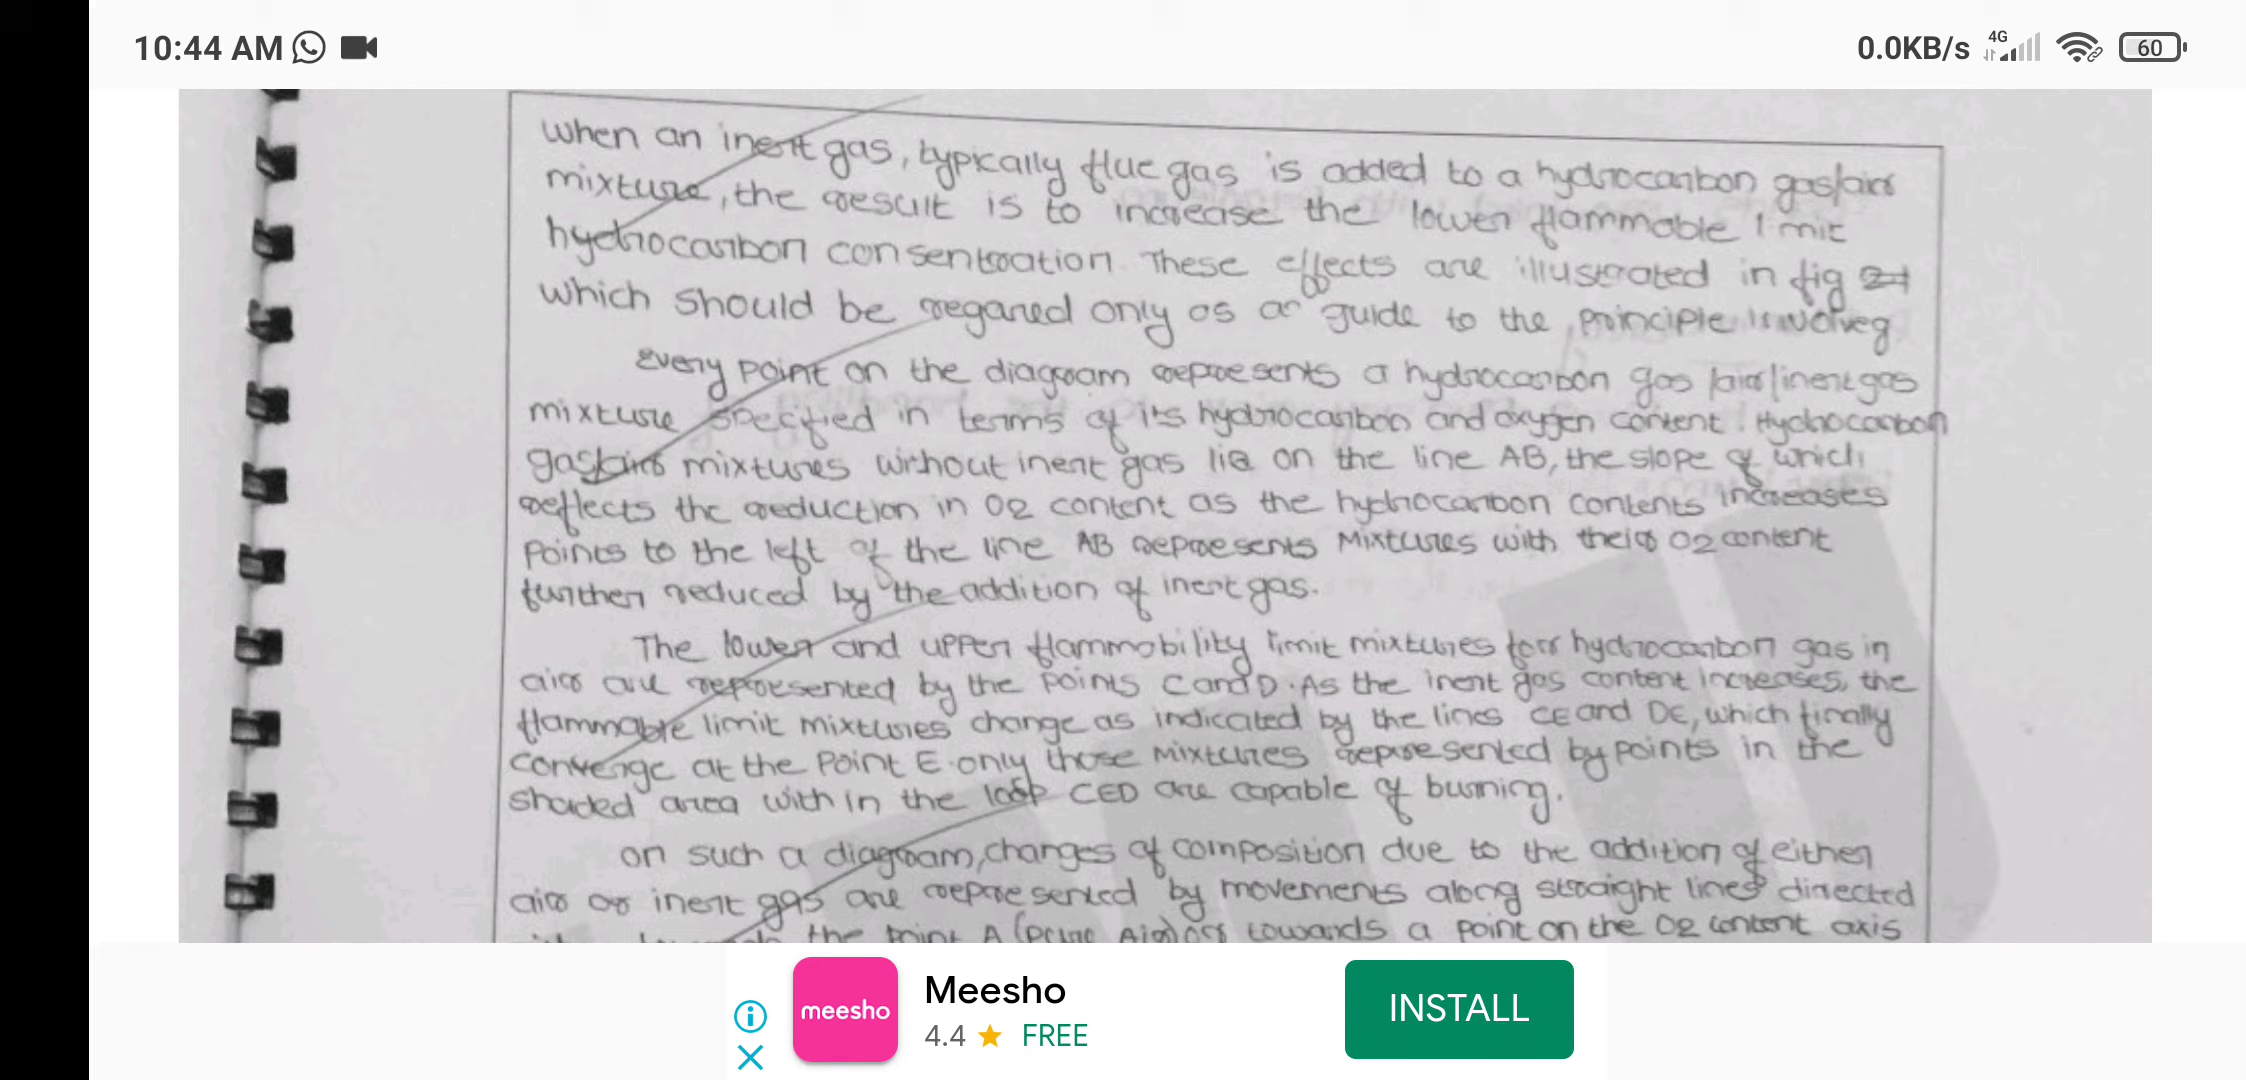 10:44 AM
0.0KB/s 4G 60
When an inert gas, typically flue gas is added to a hydrocarbon gas/air
mixture, the result is to increase the lower flammable limit
hydrocarbon consentration. These effects are illustrated in fig 21
which should be regared only as a guide to the principle is
Every point on the diagram represents a hydrocarbon gas /air/inert gas
mixture specified in terms of its hydrocarbon and oxygen content. Hydrocarbon
gas/air mixtures without inert gas lie on the line AB, the slope of which
reflects the reduction in O2 content as the hydrocarbon contents increases
points to the left of the line AB represents Mixtures with their O2 content
further reduced by the addition of inert gas.
The lower and upper flammability limit mixtures for hydrocarbon gas in
air are represented by the points C and D. As the inert gas content increases, the
flammable limit mixtures change as indicated by the lines CE and DE, which finally
converge at the point E. only those mixtures represented by points in the
shaded area with in the loop CED are capable of burning.
on such a diagram, changes of composition due to the addition of either
air or inert gas are represented by movements along straight lines directed
the point A (pure Air) or towards a point on the O2 content axis
meesho
Meesho
4.4 ★ FREE
INSTALL